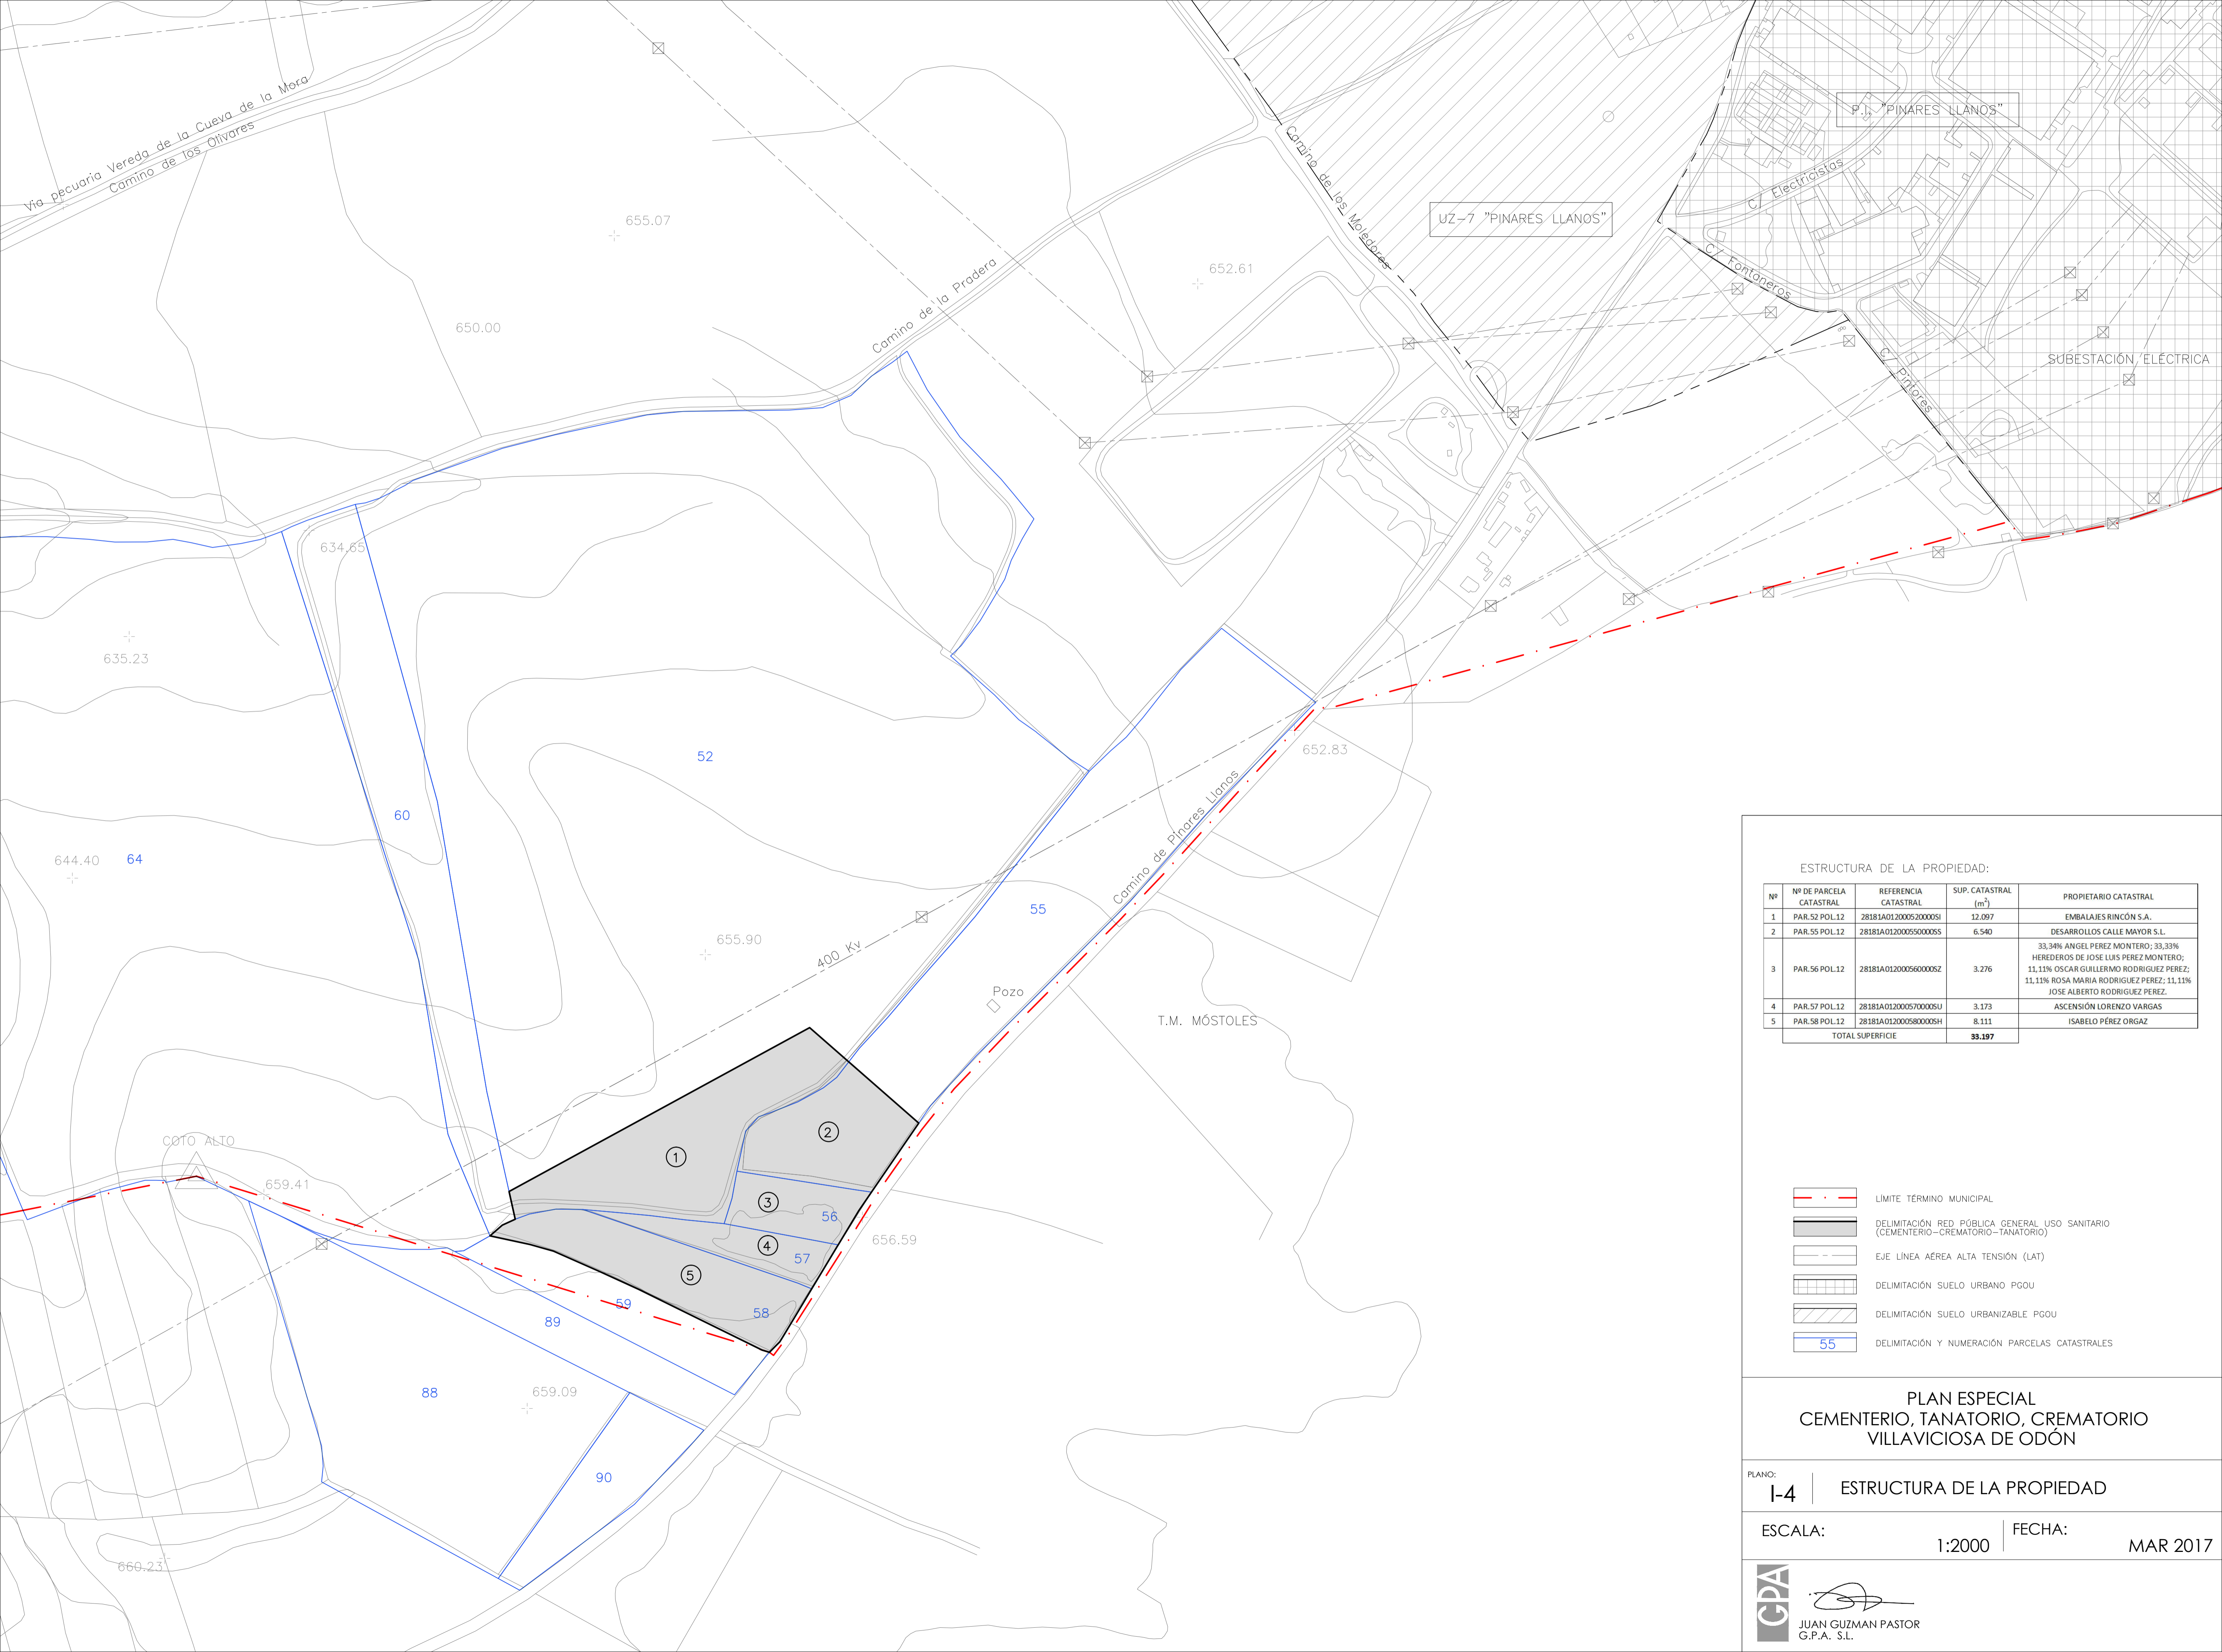 Via pecuaria Vereda de la Cueva de la Mora
Camino de los Olivares
655.07
650.00
652.61
Camino de la Pradera
Camino de los Moledores
UZ-7 "PINARES LLANOS"
P.I. "PINARES LLANOS"
C/ Electricistas
C/ Fontaneros
C/ Pintores
SUBESTACIÓN ELÉCTRICA
634.65
635.23
52
60
64
644.40
652.83
Camino de Pinares Llanos
55
655.90
400 Kv
Pozo
T.M. MÓSTOLES
COTO ALTO
659.41
1
2
3
56
4
57
5
58
59
656.59
89
88
659.09
90
660.23
ESTRUCTURA DE LA PROPIEDAD:
Nº Nº DE PARCELA CATASTRAL REFERENCIA CATASTRAL SUP. CATASTRAL (m²) PROPIETARIO CATASTRAL
1 PAR.52 POL.12 28181A012000520000SI 12.097 EMBALAJES RINCÓN S.A.
2 PAR.55 POL.12 28181A012000550000SS 6.540 DESARROLLOS CALLE MAYOR S.L.
3 PAR.56 POL.12 28181A012000560000SZ 3.276 33,34% ANGEL PEREZ MONTERO; 33,33%
HEREDEROS DE JOSE LUIS PEREZ MONTERO;
11,11% OSCAR GUILLERMO RODRIGUEZ PEREZ;
11,11% ROSA MARIA RODRIGUEZ PEREZ; 11,11%
JOSE ALBERTO RODRIGUEZ PEREZ.
4 PAR.57 POL.12 28181A012000570000SU 3.173 ASCENSIÓN LORENZO VARGAS
5 PAR.58 POL.12 28181A012000580000SH 8.111 ISABELO PÉREZ ORGAZ
TOTAL SUPERFICIE 33.197
LÍMITE TÉRMINO MUNICIPAL
DELIMITACIÓN RED PÚBLICA GENERAL USO SANITARIO
(CEMENTERIO-CREMATORIO-TANATORIO)
EJE LÍNEA AÉREA ALTA TENSIÓN (LAT)
DELIMITACIÓN SUELO URBANO PGOU
DELIMITACIÓN SUELO URBANIZABLE PGOU
55 DELIMITACIÓN Y NUMERACIÓN PARCELAS CATASTRALES
PLAN ESPECIAL
CEMENTERIO, TANATORIO, CREMATORIO
VILLAVICIOSA DE ODÓN
PLANO:
I-4 ESTRUCTURA DE LA PROPIEDAD
ESCALA: 1:2000 FECHA: MAR 2017
GPA
JUAN GUZMAN PASTOR
G.P.A. S.L.